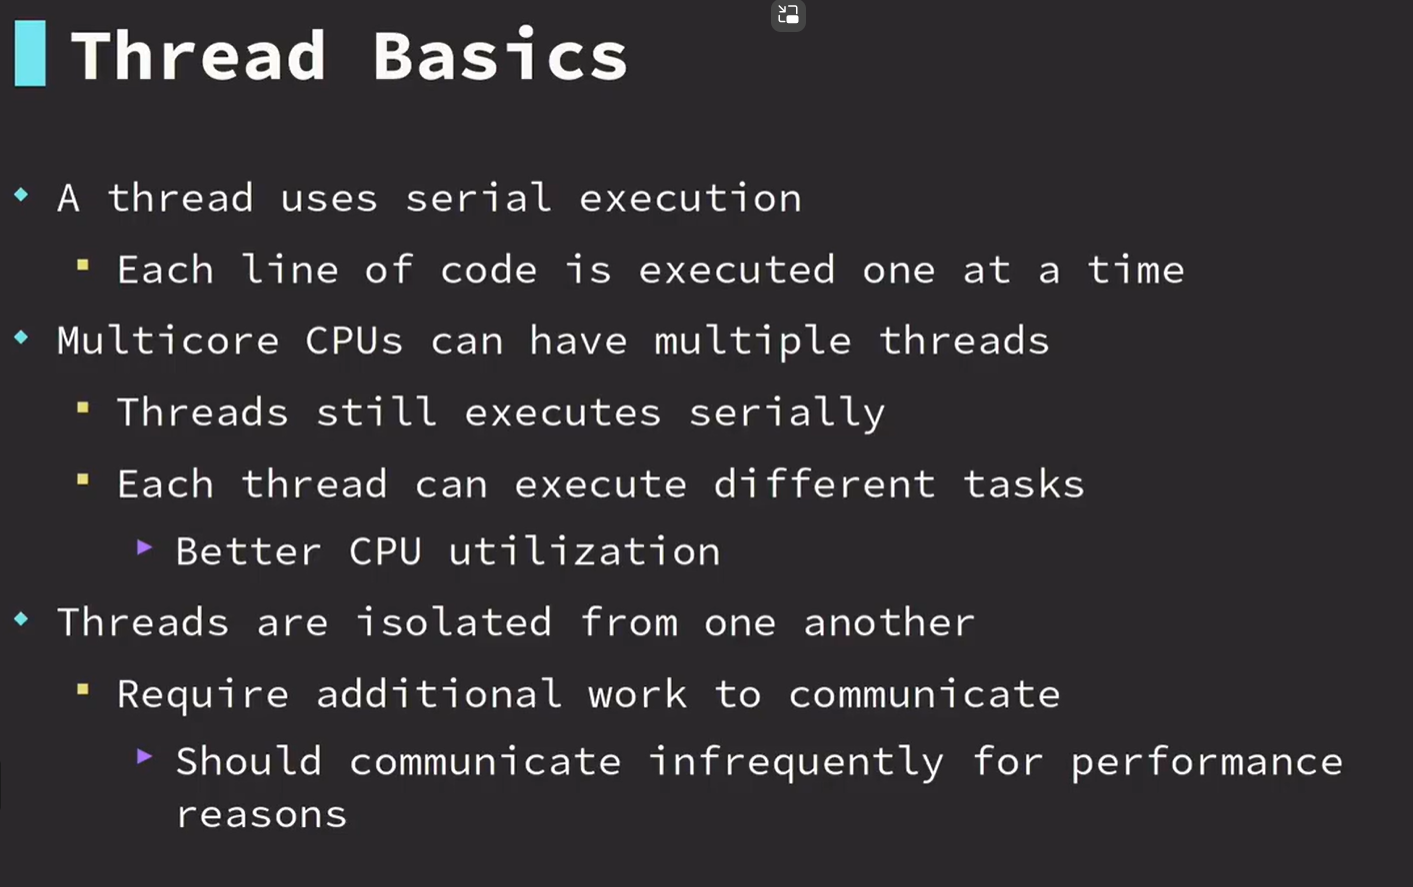 Thread Basics
A thread uses serial execution
Each line of code is executed one at a time
Multicore CPUs can have multiple threads
Threads still executes serially
Each thread can execute different tasks
Better CPU utilization
Threads are isolated from one another
Require additional work to communicate
Should communicate infrequently for performance
reasons